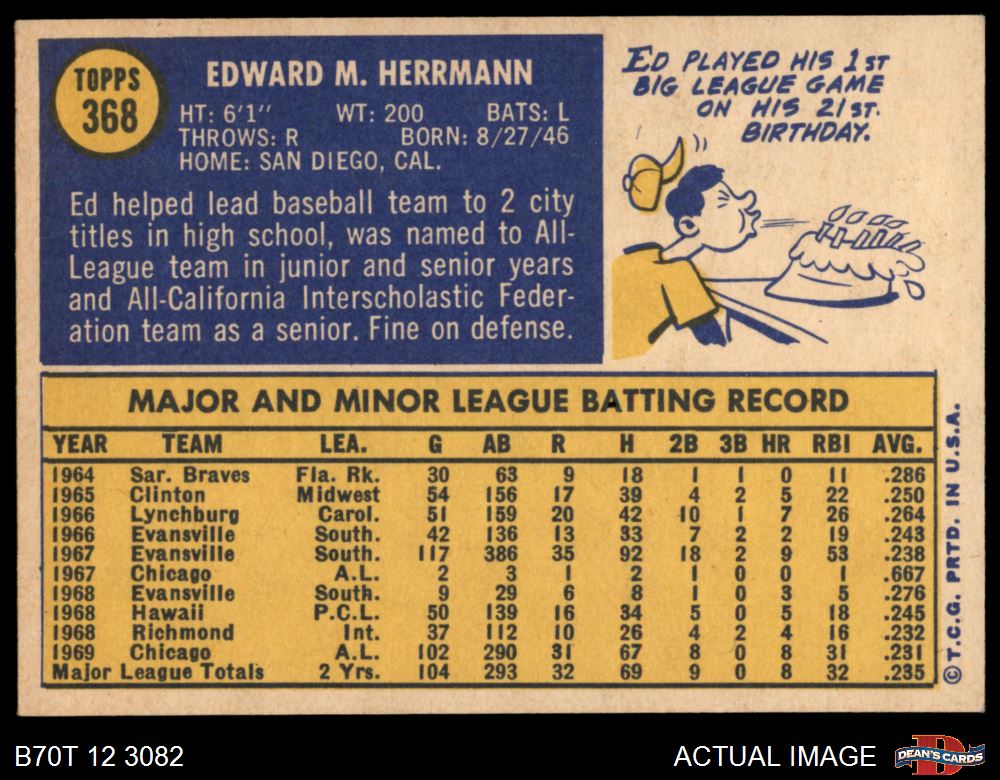 TOPPS
368
EDWARD M. HERRMANN
HT: 6'1" WT: 200 BATS: L
THROWS: R BORN: 8/27/46
HOME: SAN DIEGO, CAL.
Ed helped lead baseball team to 2 city
titles in high school, was named to All-
League team in junior and senior years
and All-California Interscholastic Feder-
ation team as a senior. Fine on defense.
ED PLAYED HIS 1ST
BIG LEAGUE GAME
ON HIS 21ST.
BIRTHDAY.
MAJOR AND MINOR LEAGUE BATTING RECORD
YEAR TEAM LEA. G AB R H 2B 3B HR RBI AVG.
1964 Sar. Braves Fla. Rk. 30 63 9 18 1 1 0 11 .286
1965 Clinton Midwest 54 156 17 39 4 2 5 22 .250
1966 Lynchburg Carol. 51 159 20 42 10 1 7 26 .264
1966 Evansville South. 42 136 13 33 7 2 2 19 .243
1967 Evansville South. 117 386 35 92 18 2 9 53 .238
1967 Chicago A.L. 2 3 1 2 1 0 0 1 .667
1968 Evansville South. 9 29 6 8 1 0 3 5 .276
1968 Hawaii P.C.L. 50 139 16 34 5 0 5 18 .245
1968 Richmond Int. 37 112 10 26 4 2 4 16 .232
1969 Chicago A.L. 102 290 31 67 8 0 8 31 .231
Major League Totals 2 Yrs. 104 293 32 69 9 0 8 32 .235
© T.C.G. PRTD. IN U.S.A.
B70T 12 3082
ACTUAL IMAGE
D
DEAN'S CARDS